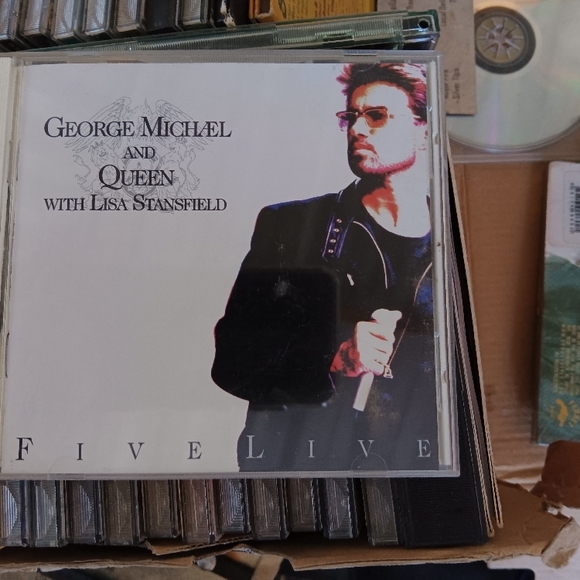 GEORGE MICHÆL
AND
QUEEN
WITH LISA STANSFIELD
FIVE LIVE